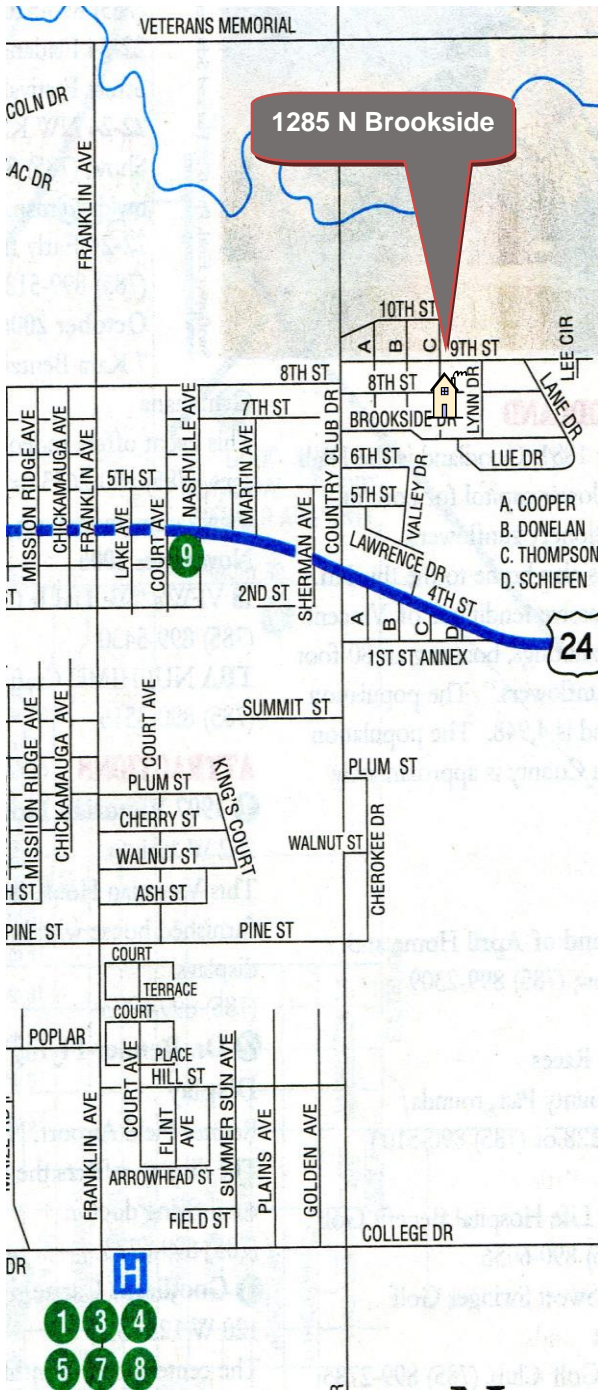 VETERANS MEMORIAL
COLN DR
AC DR
FRANKLIN AVE
1285 N Brookside
10TH ST
A
B
C
9TH ST
LEE CIR
8TH ST
8TH ST
LYNN DR
LANE DR
7TH ST
BROOKSIDE DR
COUNTRY CLUB DR
MISSION RIDGE AVE
CHICKAMAUGA AVE
FRANKLIN AVE
LAKE AVE
5TH ST
COURT AVE
NASHVILLE AVE
MARTIN AVE
6TH ST
LUE DR
5TH ST
VALLEY DR
A. COOPER
B. DONELAN
C. THOMPSON
D. SCHIEFEN
LAWRENCE DR
9
SHERMAN AVE
2ND ST
4TH ST
A
B
C
D
24
1ST ST ANNEX
MISSIION RIDGE AVE
CHICKAMAUGA AVE
COURT AVE
SUMMIT ST
PLUM ST
PLUM ST
KING'S COURT
CHERRY ST
WALNUT ST
WALNUT ST
CHEROKEE DR
H ST
ASH ST
PINE ST
PINE ST
COURT
TERRACE
COURT
POPLAR
PLACE
HILL ST
FRANKLIN AVE
COURT AVE
FLINT AVE
SUMMER SUN AVE
PLAINS AVE
GOLDEN AVE
ARROWHEAD ST
FIELD ST
COLLEGE DR
DR
H
1 3 4
5 7 8